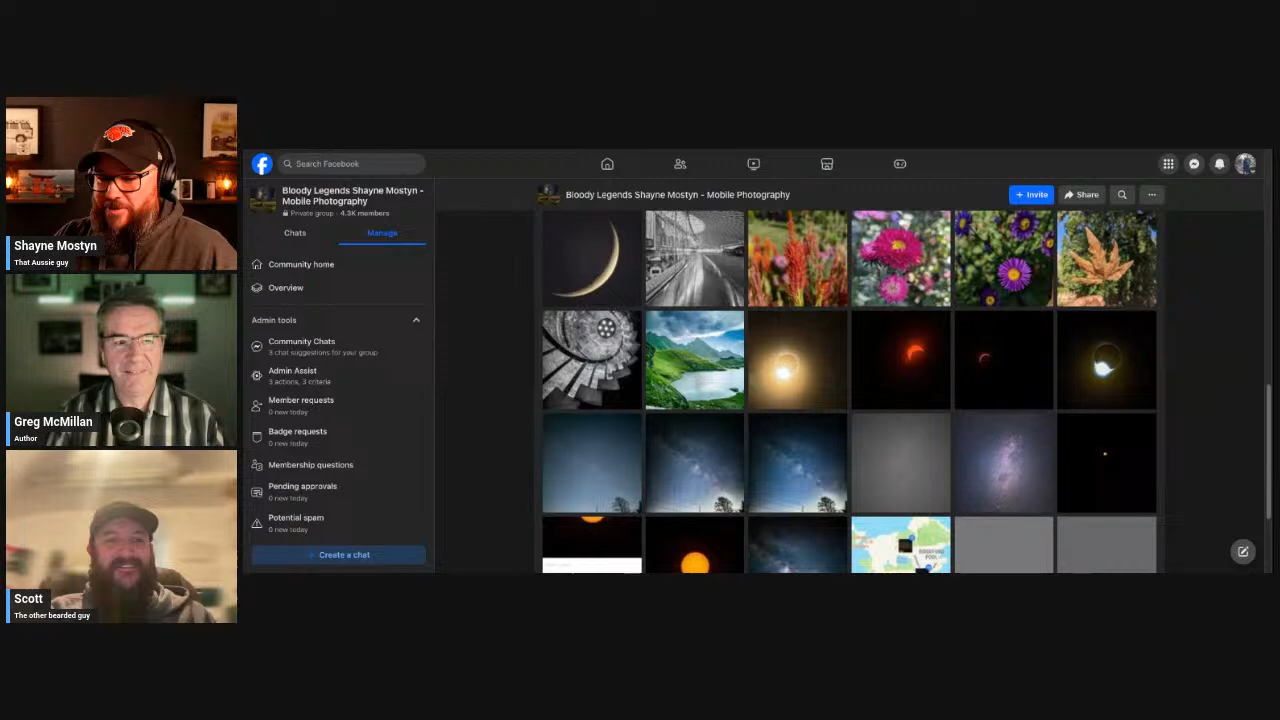 Shayne Mostyn
That Aussie guy
Greg McMillan
Author
Scott
The other bearded guy
Search Facebook
Bloody Legends Shayne Mostyn -
Mobile Photography
Private group · 4.3K members
Chats
Manage
Community home
Overview
Admin tools
Community Chats
3 chat suggestions for your group
Admin Assist
3 actions, 3 criteria
Member requests
0 new today
Badge requests
0 new today
Membership questions
Pending approvals
0 new today
Potential spam
0 new today
+ Create a chat
Bloody Legends Shayne Mostyn - Mobile Photography
+ Invite
Share